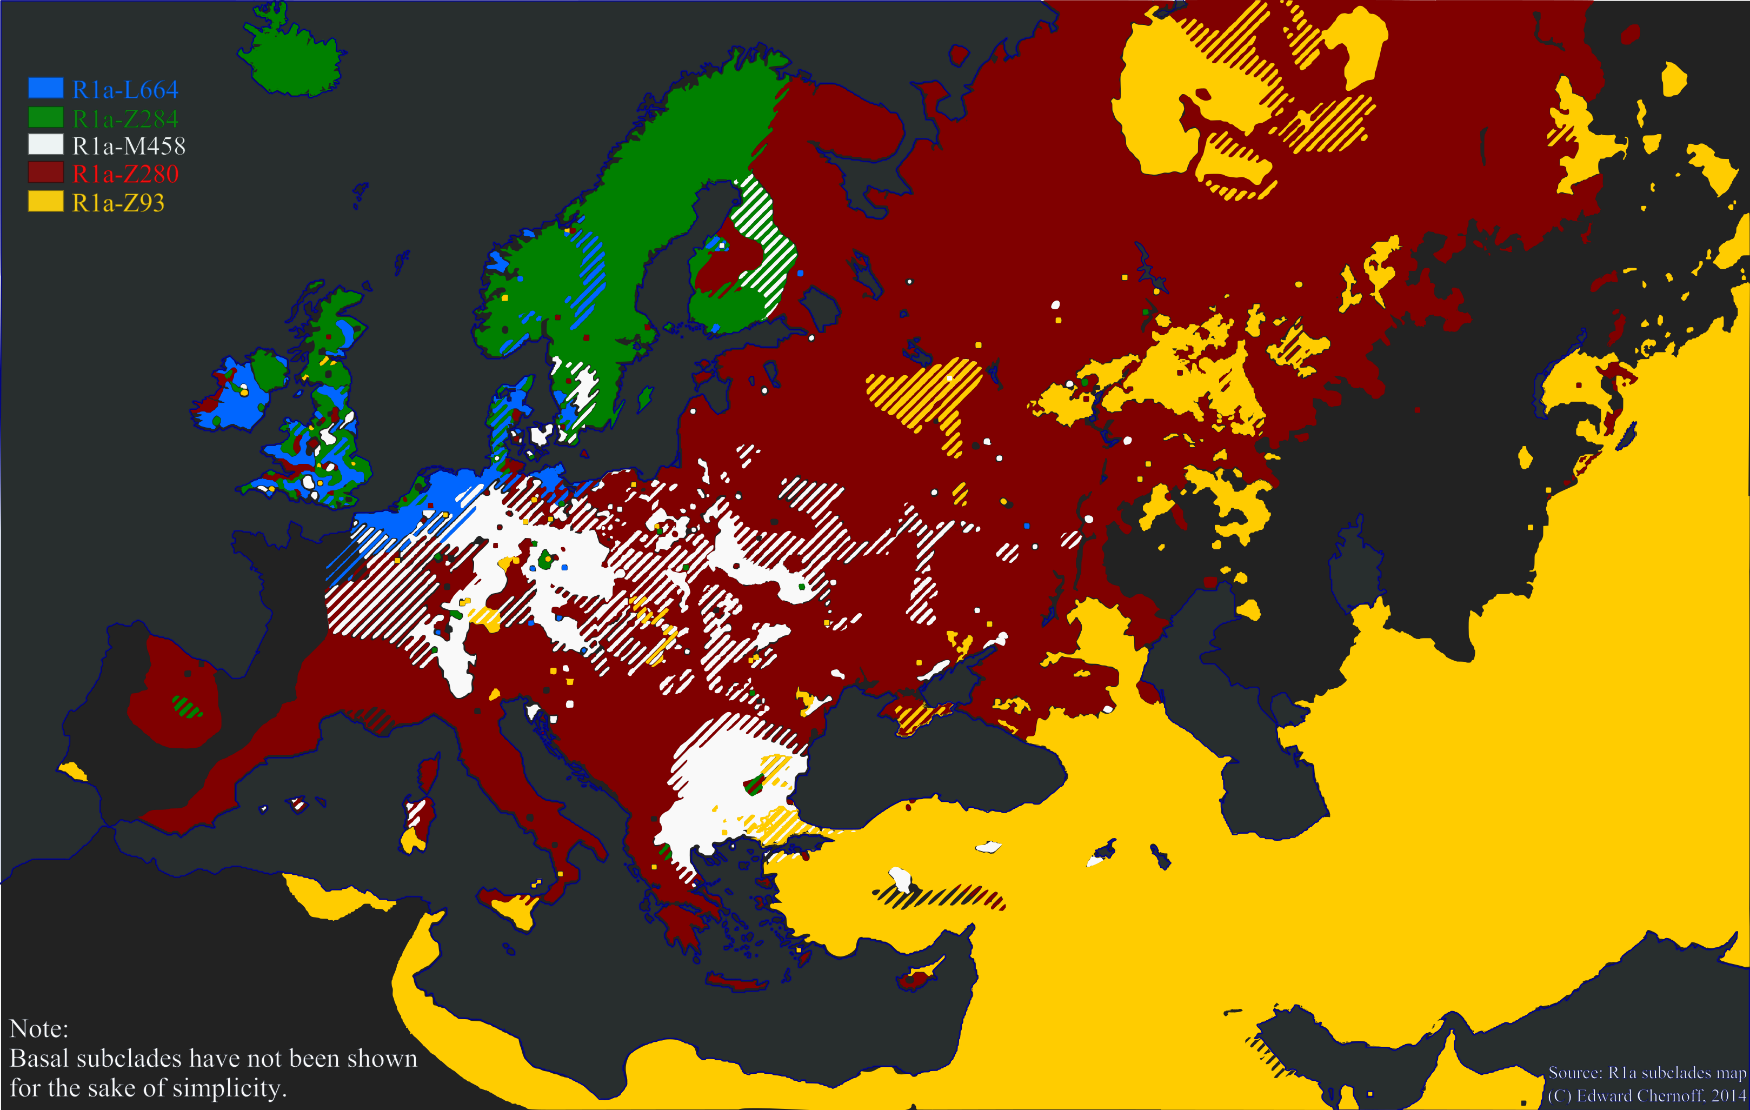 R1a-L664
R1a-Z284
R1a-M458
R1a-Z280
R1a-Z93
Note:
Basal subclades have not been shown
for the sake of simplicity.
Source: R1a subclades map
(C) Edward Chernoff, 2014